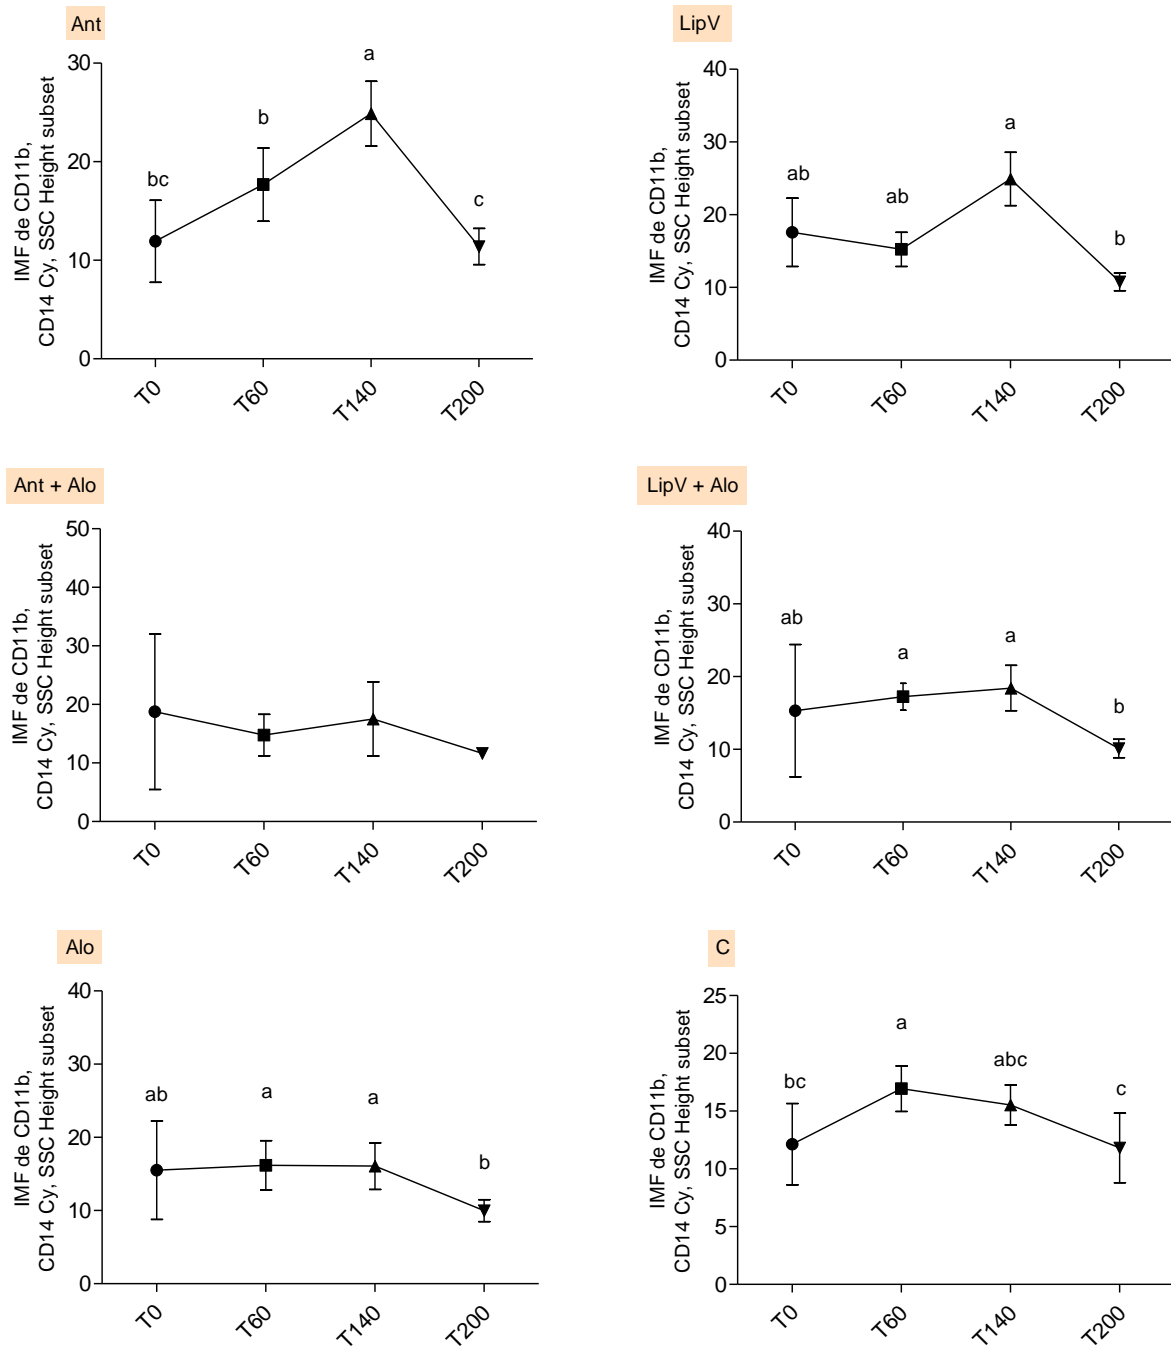 Ant
IMF de CD11b,
CD14 Cy, SSC Height subset
30
20
10
0
bc
b
a
c
T0
T60
T140
T200
LipV
IMF de CD11b,
CD14 Cy, SSC Height subset
40
30
20
10
0
ab
ab
a
b
T0
T60
T140
T200
Ant + Alo
IMF de CD11b,
CD14 Cy, SSC Height subset
50
40
30
20
10
0
T0
T60
T140
T200
LipV + Alo
IMF de CD11b,
CD14 Cy, SSC Height subset
40
30
20
10
0
ab
a
a
b
T0
T60
T140
T200
Alo
IMF de CD11b,
CD14 Cy, SSC Height subset
40
30
20
10
0
ab
a
a
b
T0
T60
T140
T200
C
IMF de CD11b,
CD14 Cy, SSC Height subset
25
20
15
10
5
0
bc
a
abc
c
T0
T60
T140
T200